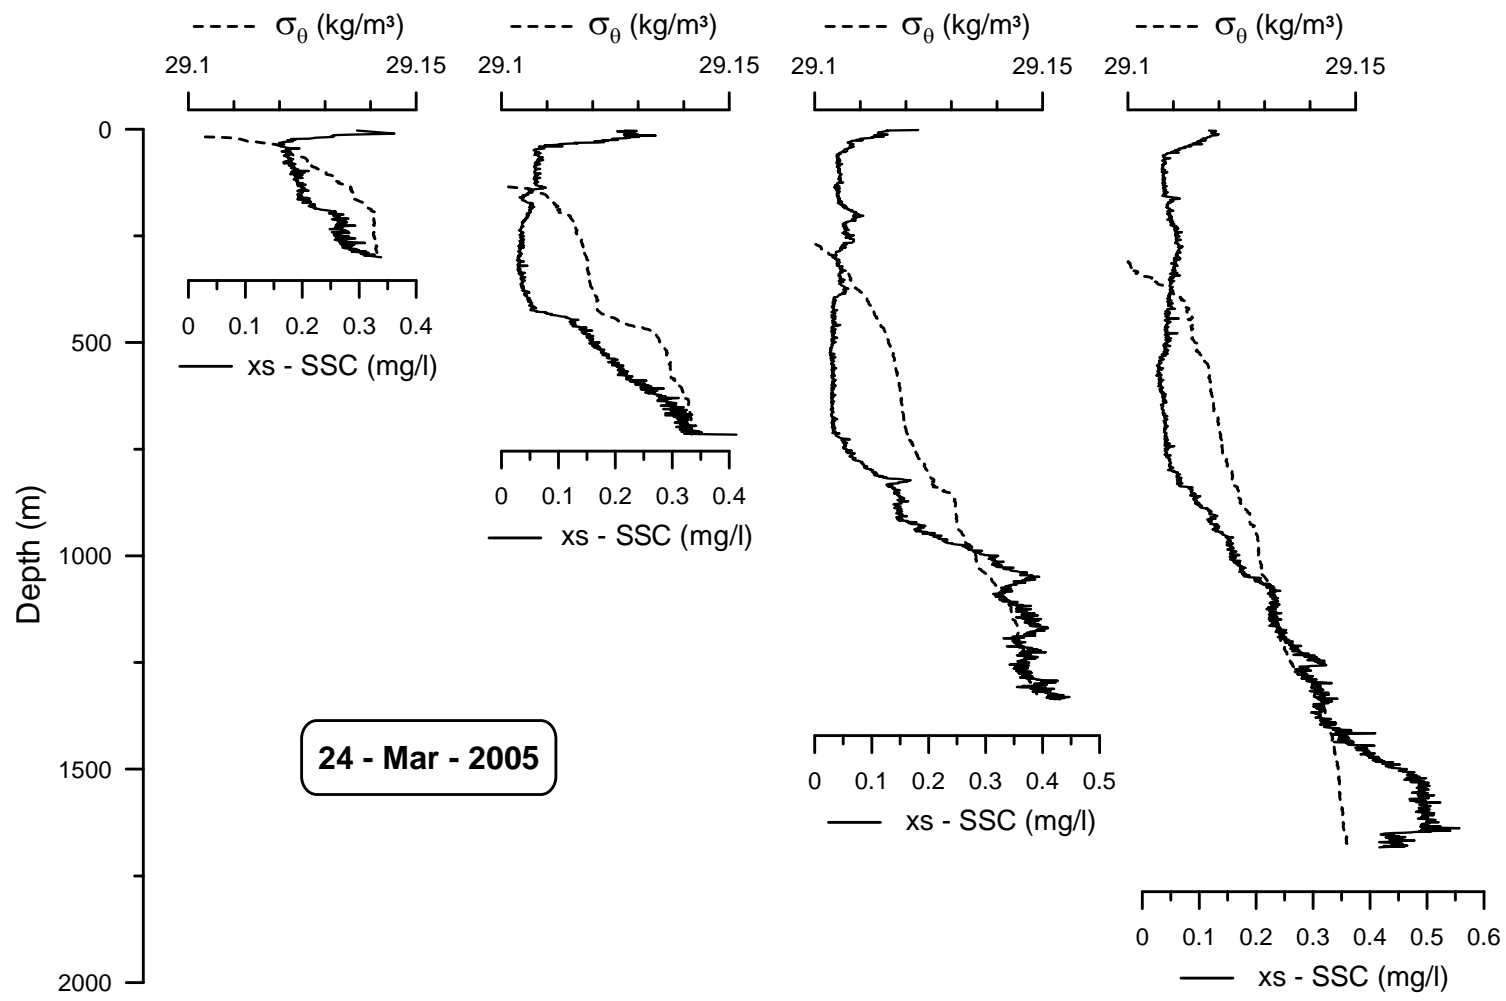 σθ (kg/m³) σθ (kg/m³) σθ (kg/m³) σθ (kg/m³)
29.1 29.15 29.1 29.15 29.1 29.15 29.1 29.15
0
0 0.1 0.2 0.3 0.4
500
xs - SSC (mg/l)
0 0.1 0.2 0.3 0.4
xs - SSC (mg/l)
Depth (m)
1000
24 - Mar - 2005
1500
0 0.1 0.2 0.3 0.4 0.5
xs - SSC (mg/l)
0 0.1 0.2 0.3 0.4 0.5 0.6
xs - SSC (mg/l)
2000